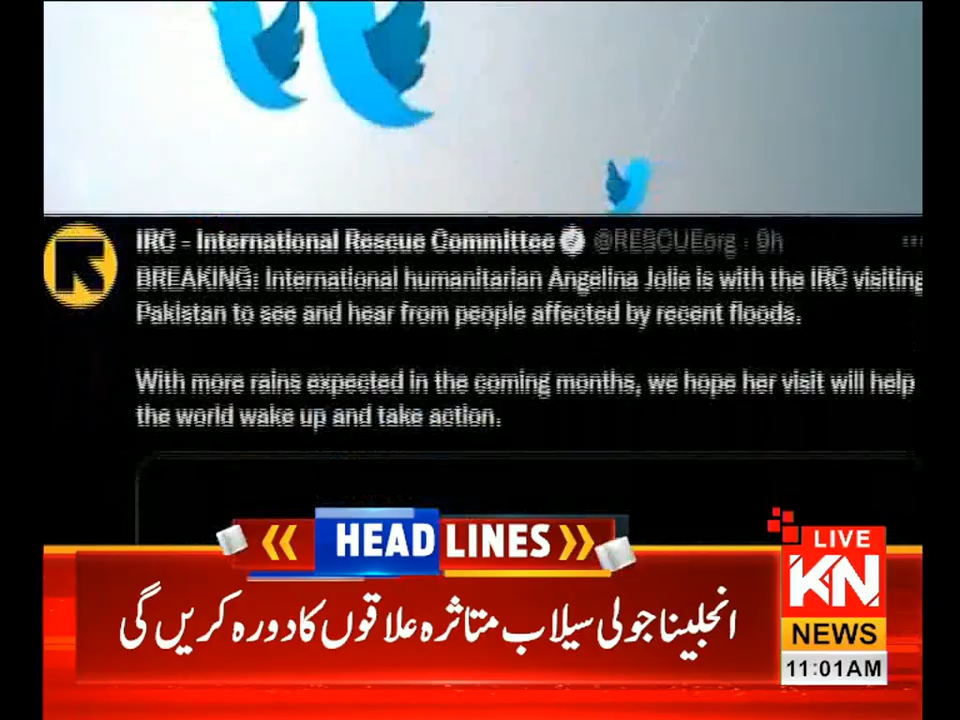 IRC - International Rescue Committee @RESCUEorg · 9h
BREAKING: International humanitarian Angelina Jolie is with the IRC visiting
Pakistan to see and hear from people affected by recent floods.
With more rains expected in the coming months, we hope her visit will help
the world wake up and take action.
HEADLINES
LIVE
KN
NEWS
11:01AM
انجلینا جولی سیلاب متاثرہ علاقوں کا دورہ کریں گی